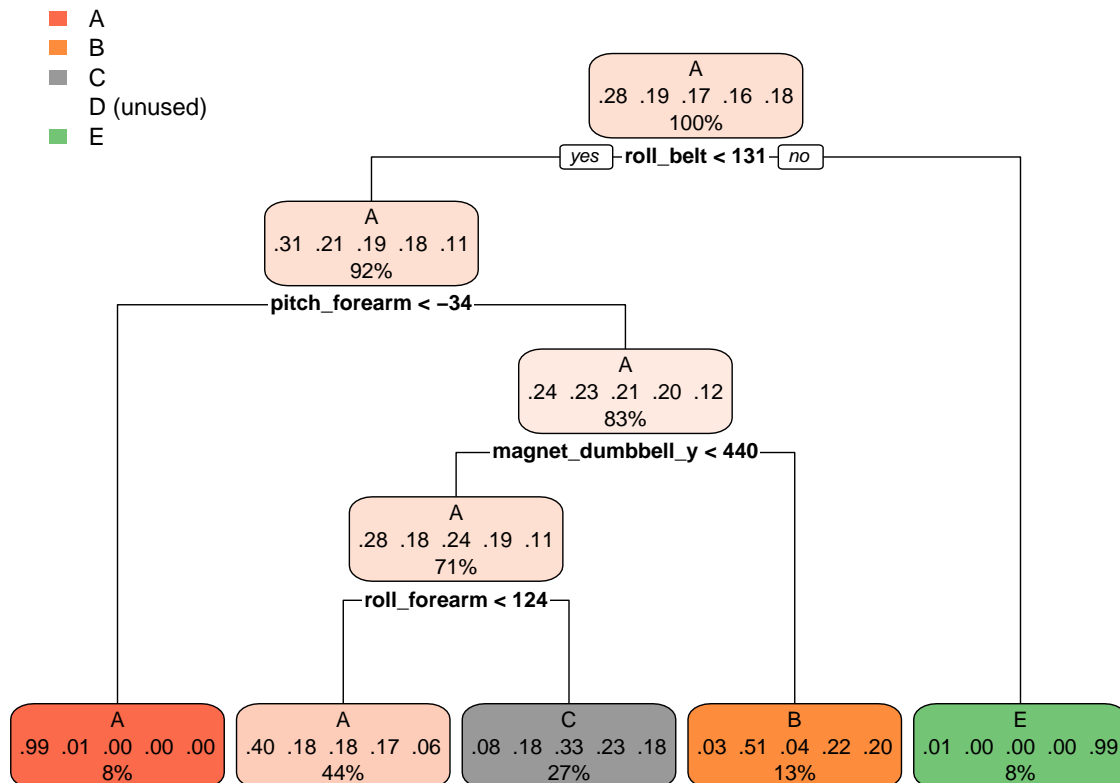 A
B
C
D (unused)
E
A
.28 .19 .17 .16 .18
100%
yes roll_belt < 131 no
A
.31 .21 .19 .18 .11
92%
pitch_forearm < −34
A
.24 .23 .21 .20 .12
83%
magnet_dumbbell_y < 440
A
.28 .18 .24 .19 .11
71%
roll_forearm < 124
A
.99 .01 .00 .00 .00
8%
A
.40 .18 .18 .17 .06
44%
C
.08 .18 .33 .23 .18
27%
B
.03 .51 .04 .22 .20
13%
E
.01 .00 .00 .00 .99
8%